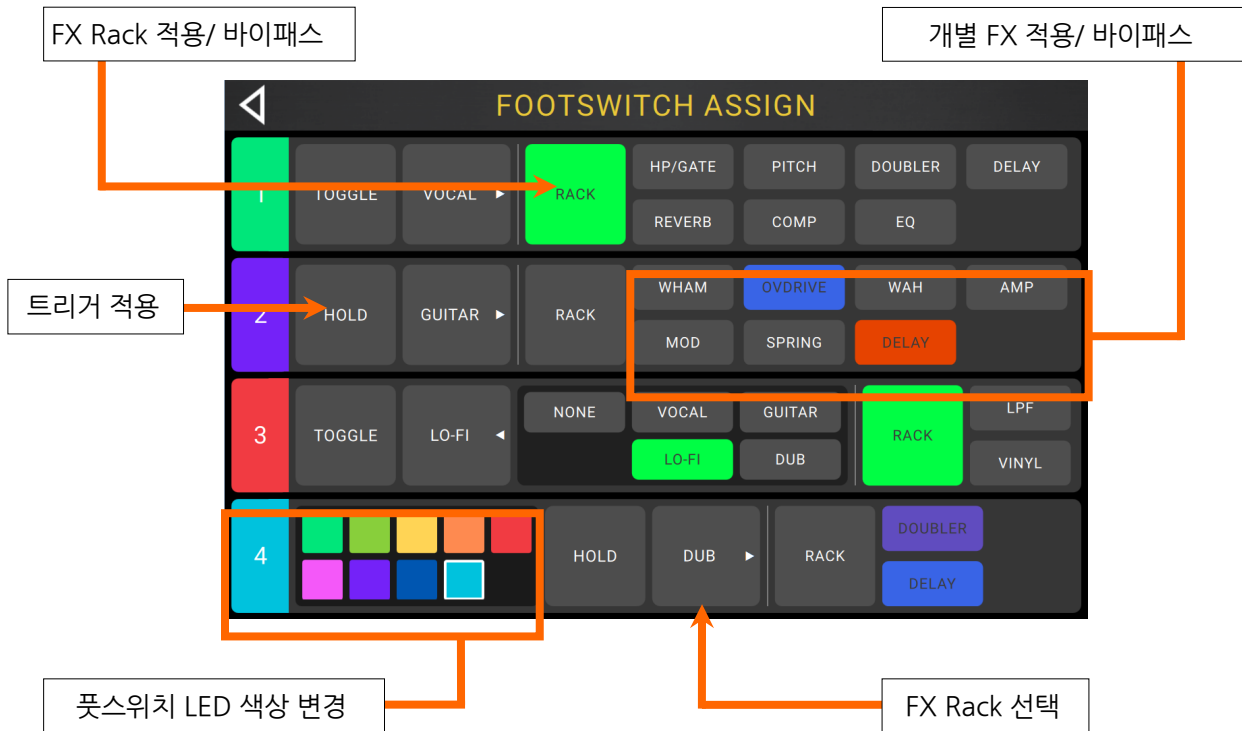 FX Rack 적용/ 바이패스
개별 FX 적용/ 바이패스
FOOTSWITCH ASSIGN
1 TOGGLE VOCAL ▶ RACK HP/GATE PITCH DOUBLER DELAY
REVERB COMP EQ
트리거 적용
2 HOLD GUITAR ▶ RACK WHAM OVDRIVE WAH AMP
MOD SPRING DELAY
3 TOGGLE LO-FI ◀ NONE VOCAL GUITAR RACK LPF
LO-FI DUB VINYL
4 HOLD DUB ▶ RACK DOUBLER
DELAY
풋스위치 LED 색상 변경
FX Rack 선택